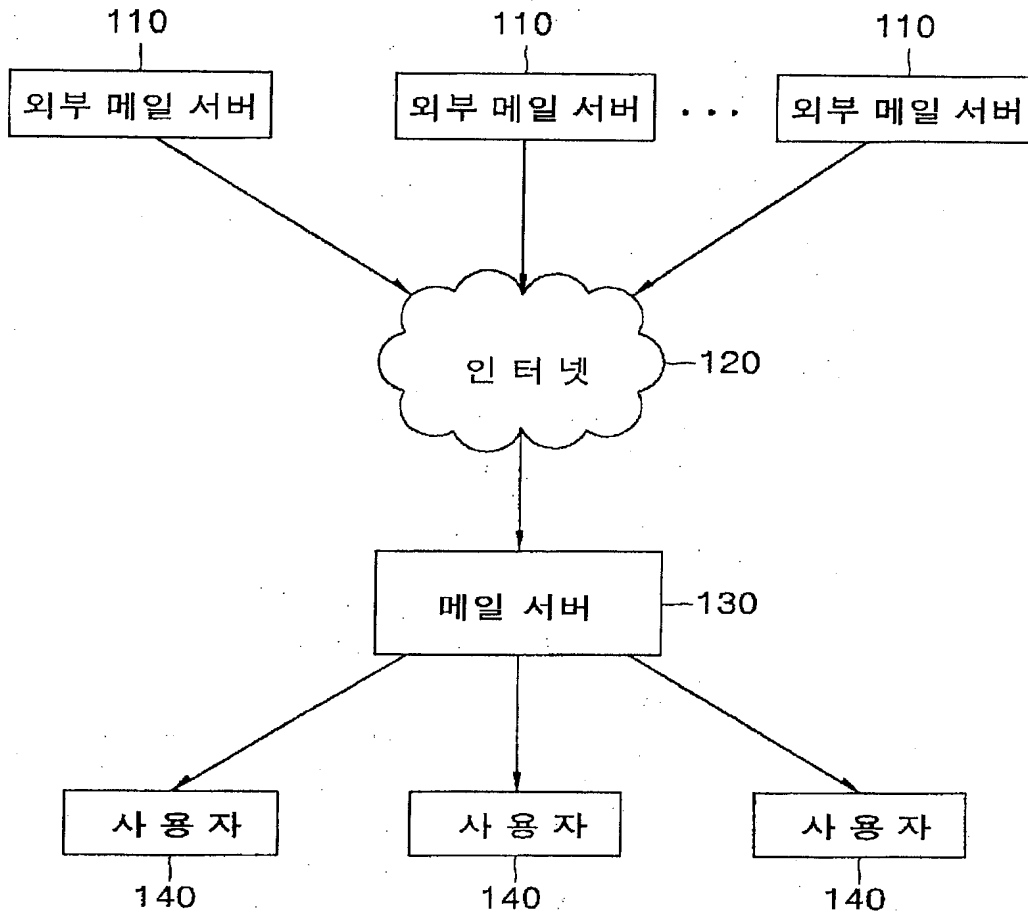 110 110 110
외부 메일 서버 외부 메일 서버 ... 외부 메일 서버
인터넷 120
메일 서버 130
사용자 사용자 사용자
140 140 140